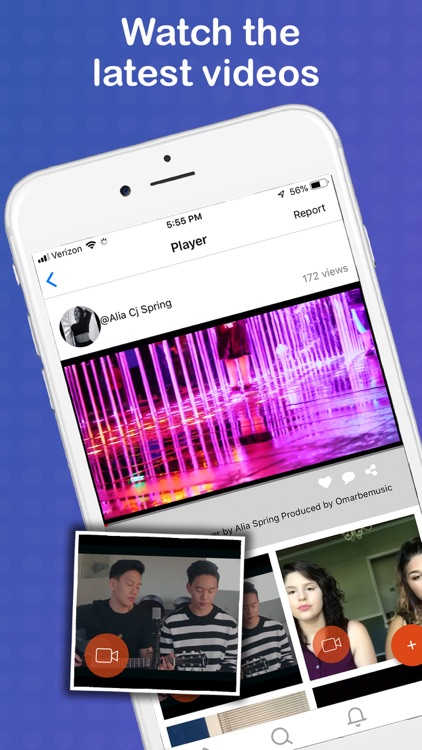 Watch the
latest videos
Verizon
5:55 PM
56%
Player
Report
@Alia Cj Spring
172 views
by Alia Spring Produced by Omarbemusic
+